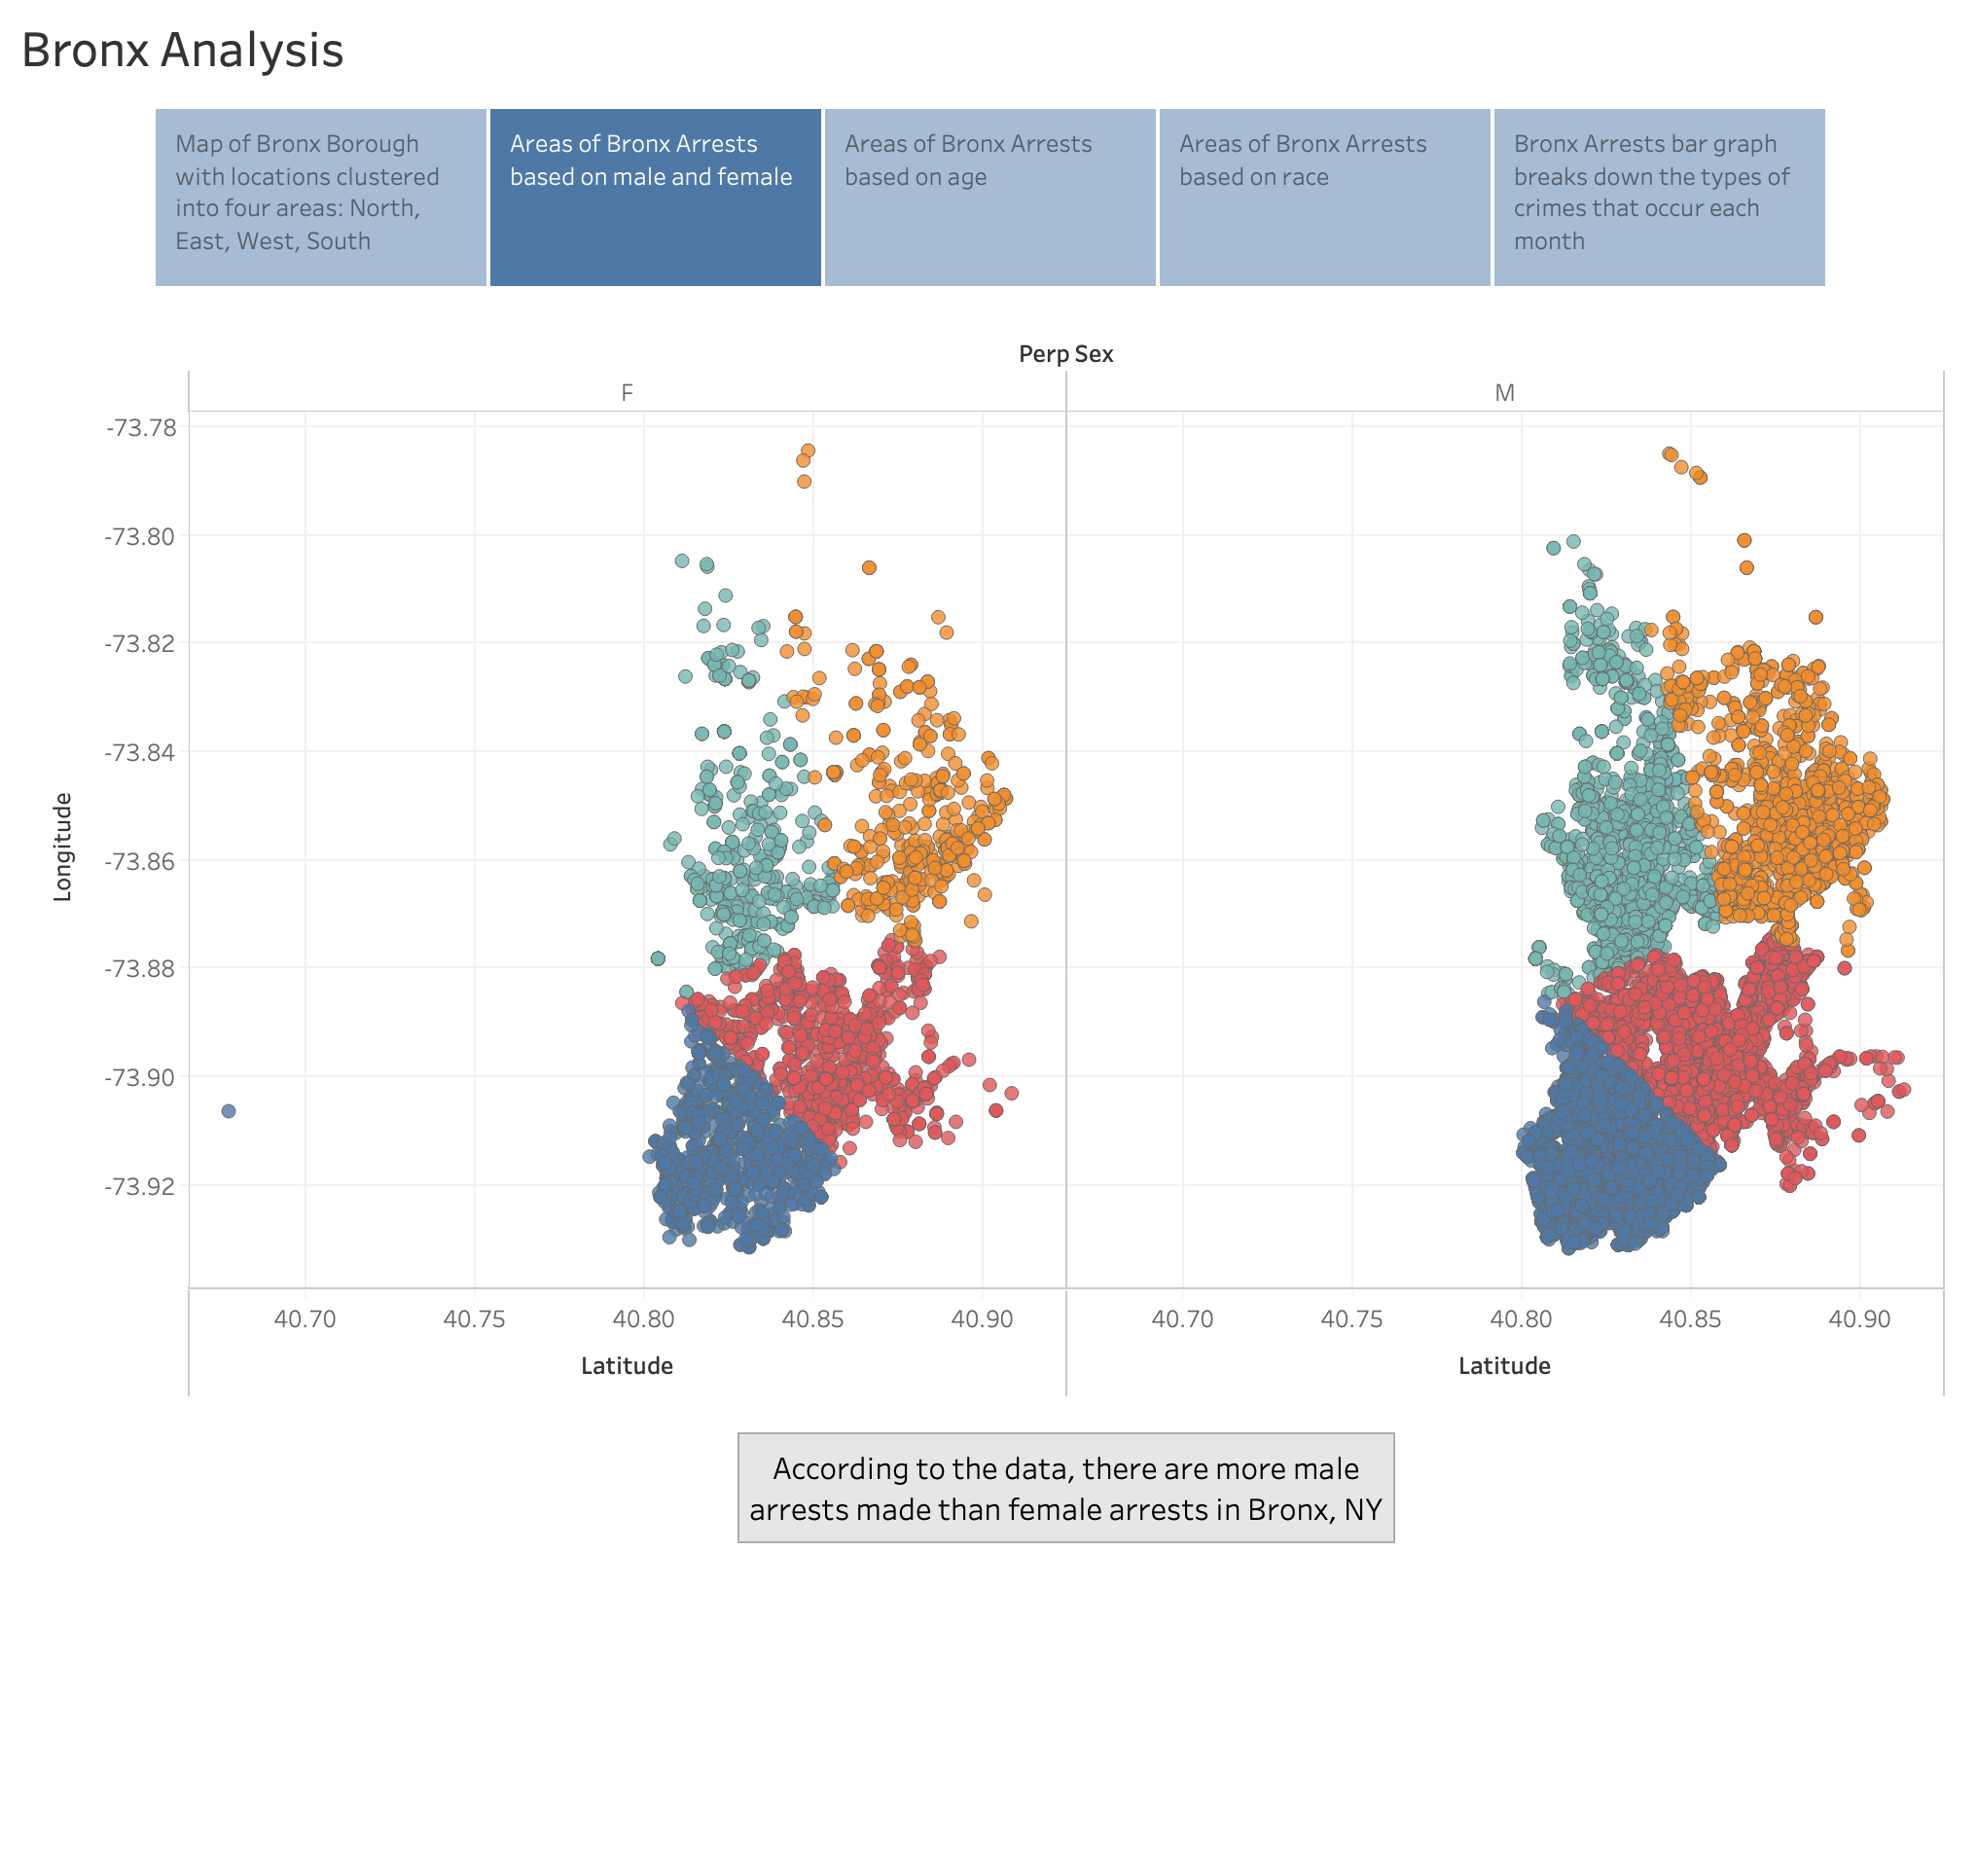 Bronx Analysis
Map of Bronx Borough
with locations clustered
into four areas: North,
East, West, South
Areas of Bronx Arrests
based on male and female
Areas of Bronx Arrests
based on age
Areas of Bronx Arrests
based on race
Bronx Arrests bar graph
breaks down the types of
crimes that occur each
month
Perp Sex
F
M
-73.78
-73.80
-73.82
-73.84
-73.86
-73.88
-73.90
-73.92
Longitude
40.70
40.75
40.80
40.85
40.90
40.70
40.75
40.80
40.85
40.90
Latitude
Latitude
According to the data, there are more male
arrests made than female arrests in Bronx, NY